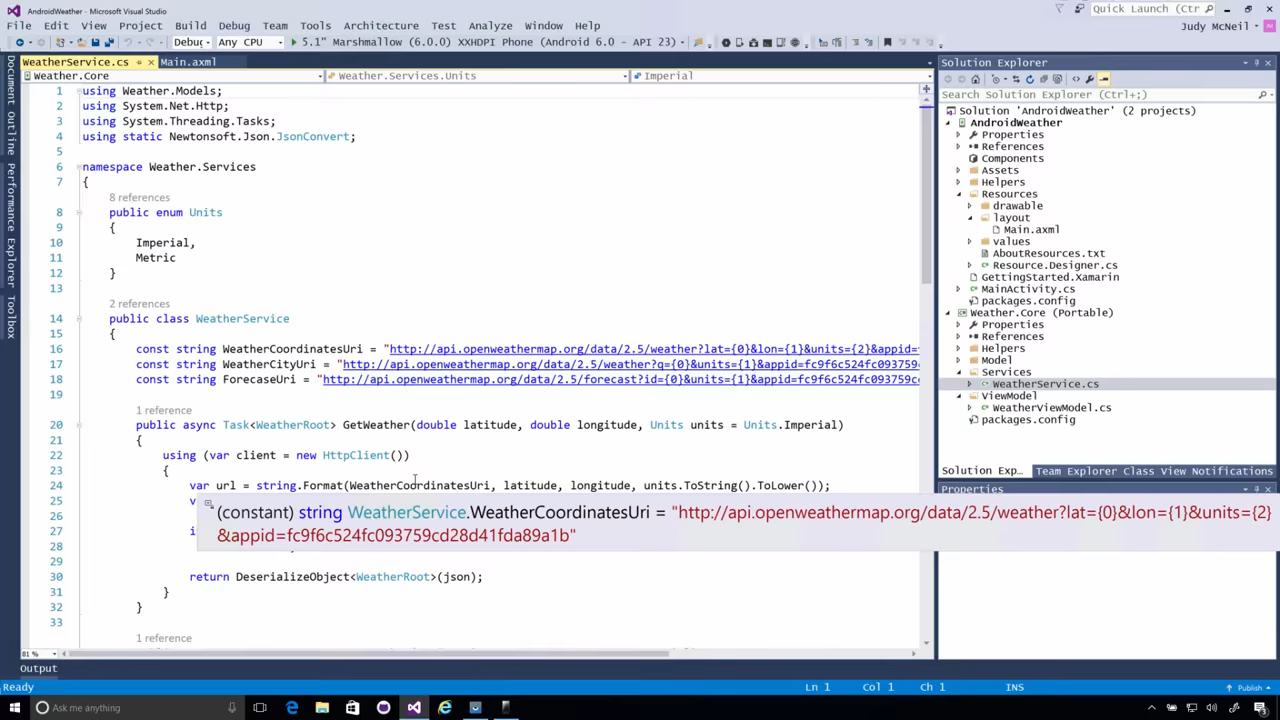 AndroidWeather - Microsoft Visual Studio
Quick Launch (Ctrl+;)
File Edit View Project Build Debug Team Tools Architecture Test Analyze Window Help
Judy McNeil
Debug Any CPU 5.1" Marshmallow (6.0.0) XXHDPI Phone (Android 6.0 - API 23)
Document Outline
Performance Explorer
Toolbox
WeatherService.cs Main.axml
Weather.Core Weather.Services.Units Imperial
1 using Weather.Models;
2 using System.Net.Http;
3 using System.Threading.Tasks;
4 using static Newtonsoft.Json.JsonConvert;
5
6 namespace Weather.Services
7 {
8 references
8 public enum Units
9 {
10 Imperial,
11 Metric
12 }
13
2 references
14 public class WeatherService
15 {
16 const string WeatherCoordinatesUri = "http://api.openweathermap.org/data/2.5/weather?lat={0}&lon={1}&units={2}&appid=
17 const string WeatherCityUri = "http://api.openweathermap.org/data/2.5/weather?q={0}&units={1}&appid=fc9f6c524fc093759c
18 const string ForecaseUri = "http://api.openweathermap.org/data/2.5/forecast?id={0}&units={1}&appid=fc9f6c524fc093759c
19
1 reference
20 public async Task<WeatherRoot> GetWeather(double latitude, double longitude, Units units = Units.Imperial)
21 {
22 using (var client = new HttpClient())
23 {
24 var url = string.Format(WeatherCoordinatesUri, latitude, longitude, units.ToString().ToLower());
25
(constant) string WeatherService.WeatherCoordinatesUri = "http://api.openweathermap.org/data/2.5/weather?lat={0}&lon={1}&units={2}
26
&appid=fc9f6c524fc093759cd28d41fda89a1b"
27
28
30 return DeserializeObject<WeatherRoot>(json);
31 }
32 }
33
1 reference
81 %
Output
Solution Explorer
Search Solution Explorer (Ctrl+;)
Solution 'AndroidWeather' (2 projects)
AndroidWeather
Properties
References
Components
Assets
Helpers
Resources
drawable
layout
Main.axml
values
AboutResources.txt
Resource.Designer.cs
GettingStarted.Xamarin
MainActivity.cs
packages.config
Weather.Core (Portable)
Properties
References
Helpers
Model
Services
WeatherService.cs
ViewModel
WeatherViewModel.cs
packages.config
Solution Exp... Team Explorer Class View Notifications
Properties
Ready Ln 1 Col 1 Ch 1 INS Publish
Ask me anything